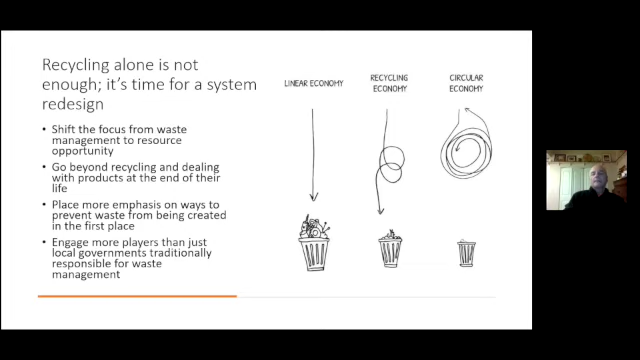 Recycling alone is not
enough; it's time for a system
redesign
• Shift the focus from waste
management to resource
opportunity
• Go beyond recycling and dealing
with products at the end of their
life
• Place more emphasis on ways to
prevent waste from being created
in the first place
• Engage more players than just
local governments traditionally
responsible for waste
management
LINEAR ECONOMY
RECYCLING
ECONOMY
CIRCULAR
ECONOMY